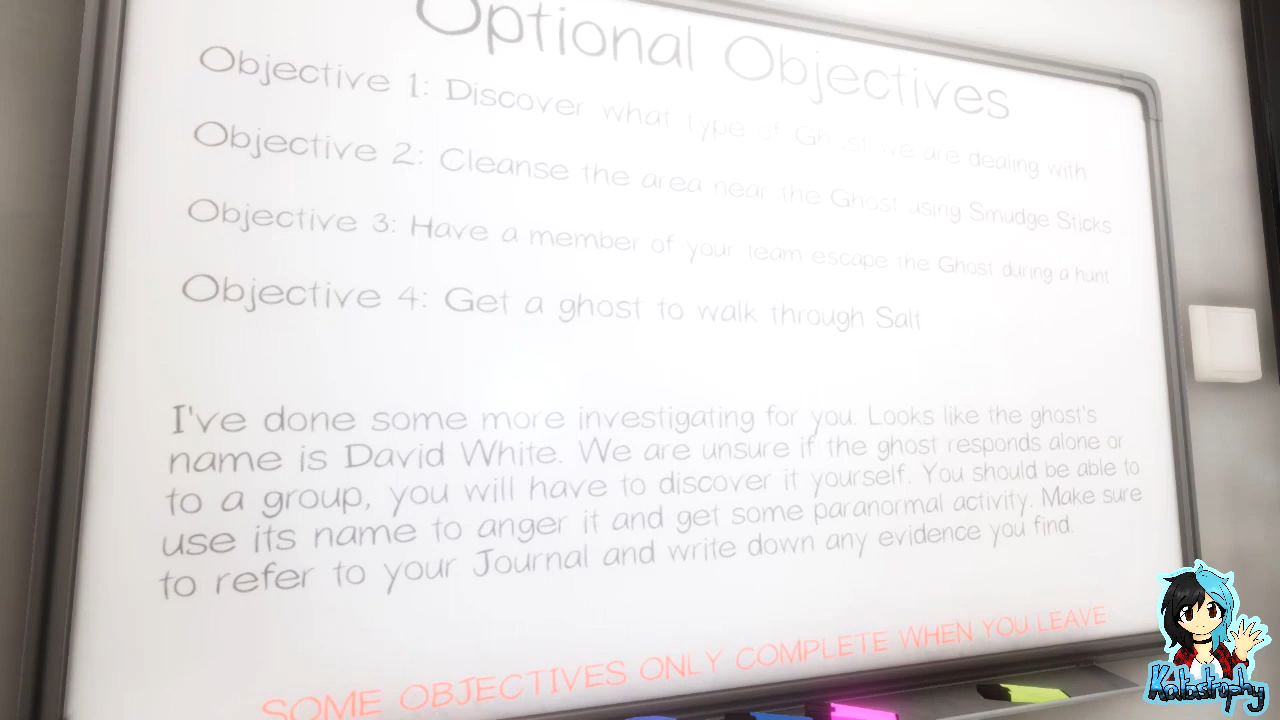 Optional Objectives
Objective 1: Discover what type of Ghost we are dealing with
Objective 2: Cleanse the area near the Ghost using Smudge Sticks
Objective 3: Have a member of your team escape the Ghost during a hunt
Objective 4: Get a ghost to walk through Salt
I've done some more investigating for you. Looks like the ghost's
name is David White. We are unsure if the ghost responds alone or
to a group, you will have to discover it yourself. You should be able to
use its name to anger it and get some paranormal activity. Make sure
to refer to your Journal and write down any evidence you find.
SOME OBJECTIVES ONLY COMPLETE WHEN YOU LEAVE
Katastrophy